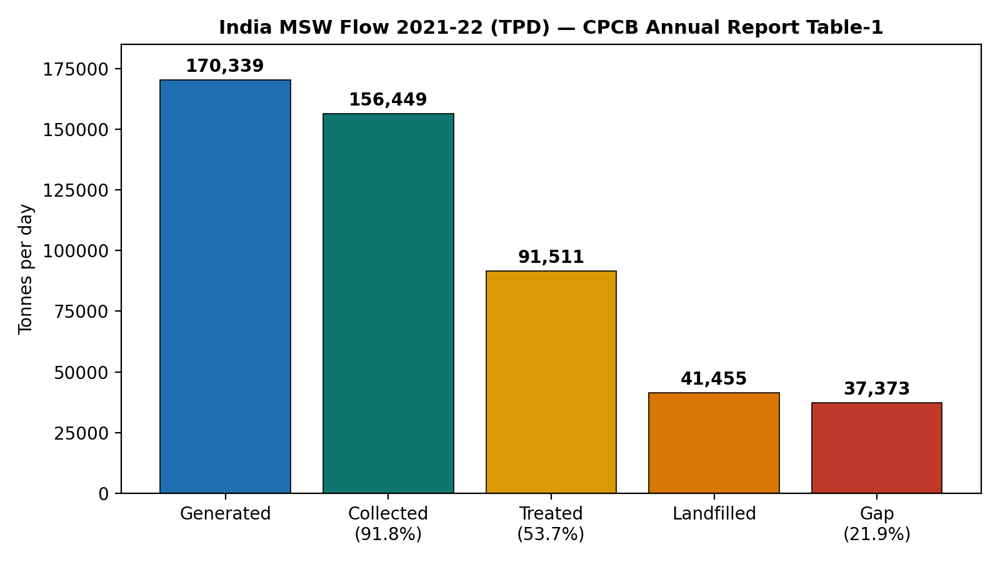 India MSW Flow 2021-22 (TPD) — CPCB Annual Report Table-1
Tonnes per day
175000
150000
125000
100000
75000
50000
25000
0
170,339
156,449
91,511
41,455
37,373
Generated
Collected
(91.8%)
Treated
(53.7%)
Landfilled
Gap
(21.9%)